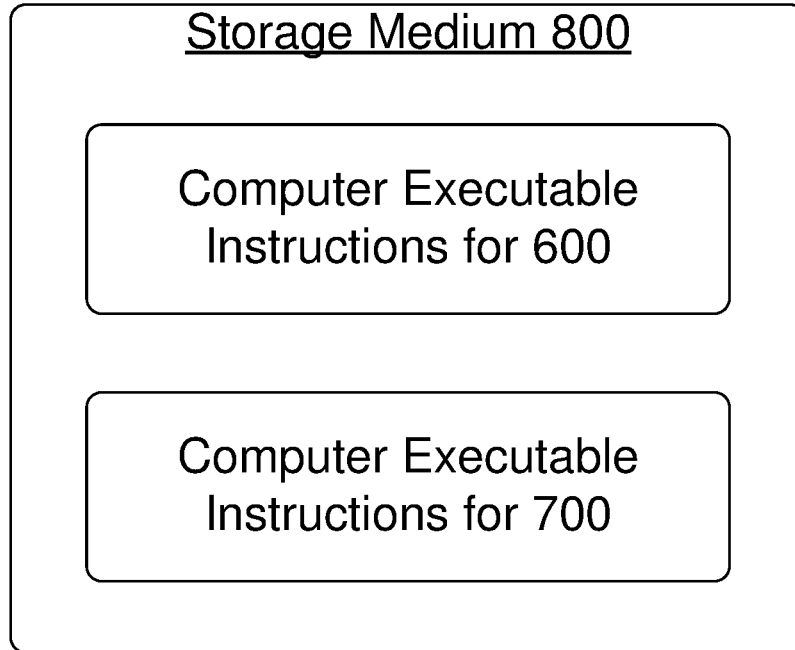 Storage Medium 800
Computer Executable
Instructions for 600
Computer Executable
Instructions for 700